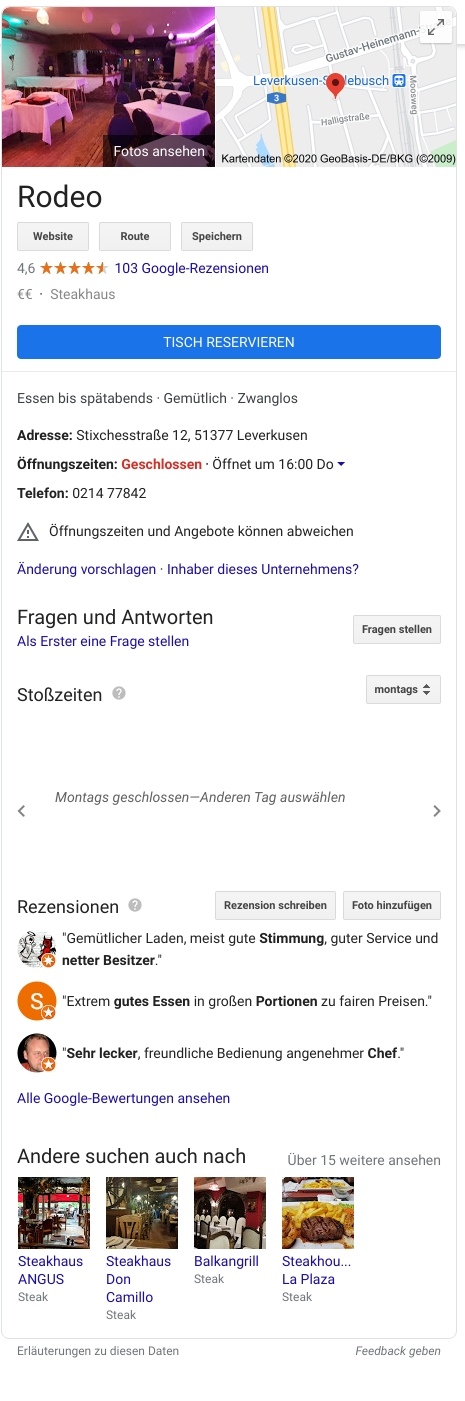 Gustav-Heinemann-
Leverkusen-S lebusch
3
Moosweg
Halligstraße
Fotos ansehen
Kartendaten ©2020 GeoBasis-DE/BKG (©2009)
Rodeo
Website
Route
Speichern
4,6 103 Google-Rezensionen
€€ · Steakhaus
TISCH RESERVIEREN
Essen bis spätabends · Gemütlich · Zwanglos
Adresse: Stixchesstraße 12, 51377 Leverkusen
Öffnungszeiten: Geschlossen · Öffnet um 16:00 Do
Telefon: 0214 77842
Öffnungszeiten und Angebote können abweichen
Änderung vorschlagen · Inhaber dieses Unternehmens?
Fragen und Antworten
Als Erster eine Frage stellen
Fragen stellen
Stoßzeiten ?
montags
Montags geschlossen—Anderen Tag auswählen
Rezensionen ?
Rezension schreiben
Foto hinzufügen
"Gemütlicher Laden, meist gute Stimmung, guter Service und
netter Besitzer."
S
"Extrem gutes Essen in großen Portionen zu fairen Preisen."
"Sehr lecker, freundliche Bedienung angenehmer Chef."
Alle Google-Bewertungen ansehen
Andere suchen auch nach
Über 15 weitere ansehen
Steakhaus
ANGUS
Steak
Steakhaus
Don
Camillo
Steak
Balkangrill
Steak
Steakhou...
La Plaza
Steak
Erläuterungen zu diesen Daten
Feedback geben